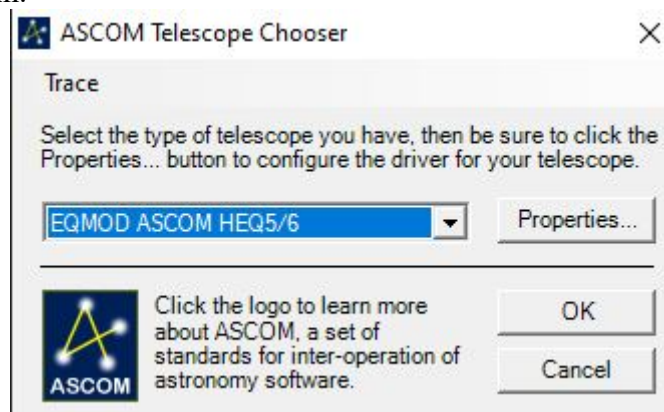 ASCOM Telescope Chooser
Trace
Select the type of telescope you have, then be sure to click the
Properties... button to configure the driver for your telescope.
EQMOD ASCOM HEQ5/6
Properties...
Click the logo to learn more
about ASCOM, a set of
standards for inter-operation of
astronomy software.
ASCOM
OK
Cancel